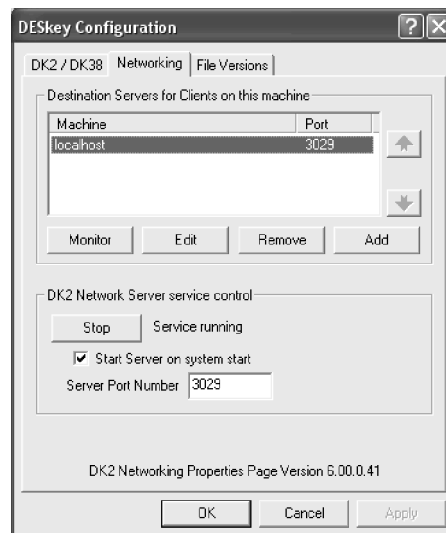 DESkey Configuration
DK2 / DK38 Networking File Versions
Destination Servers for Clients on this machine
Machine Port
localhost 3029
Monitor Edit Remove Add
DK2 Network Server service control
Stop Service running
Start Server on system start
Server Port Number 3029
DK2 Networking Properties Page Version 6.00.0.41
OK Cancel Apply